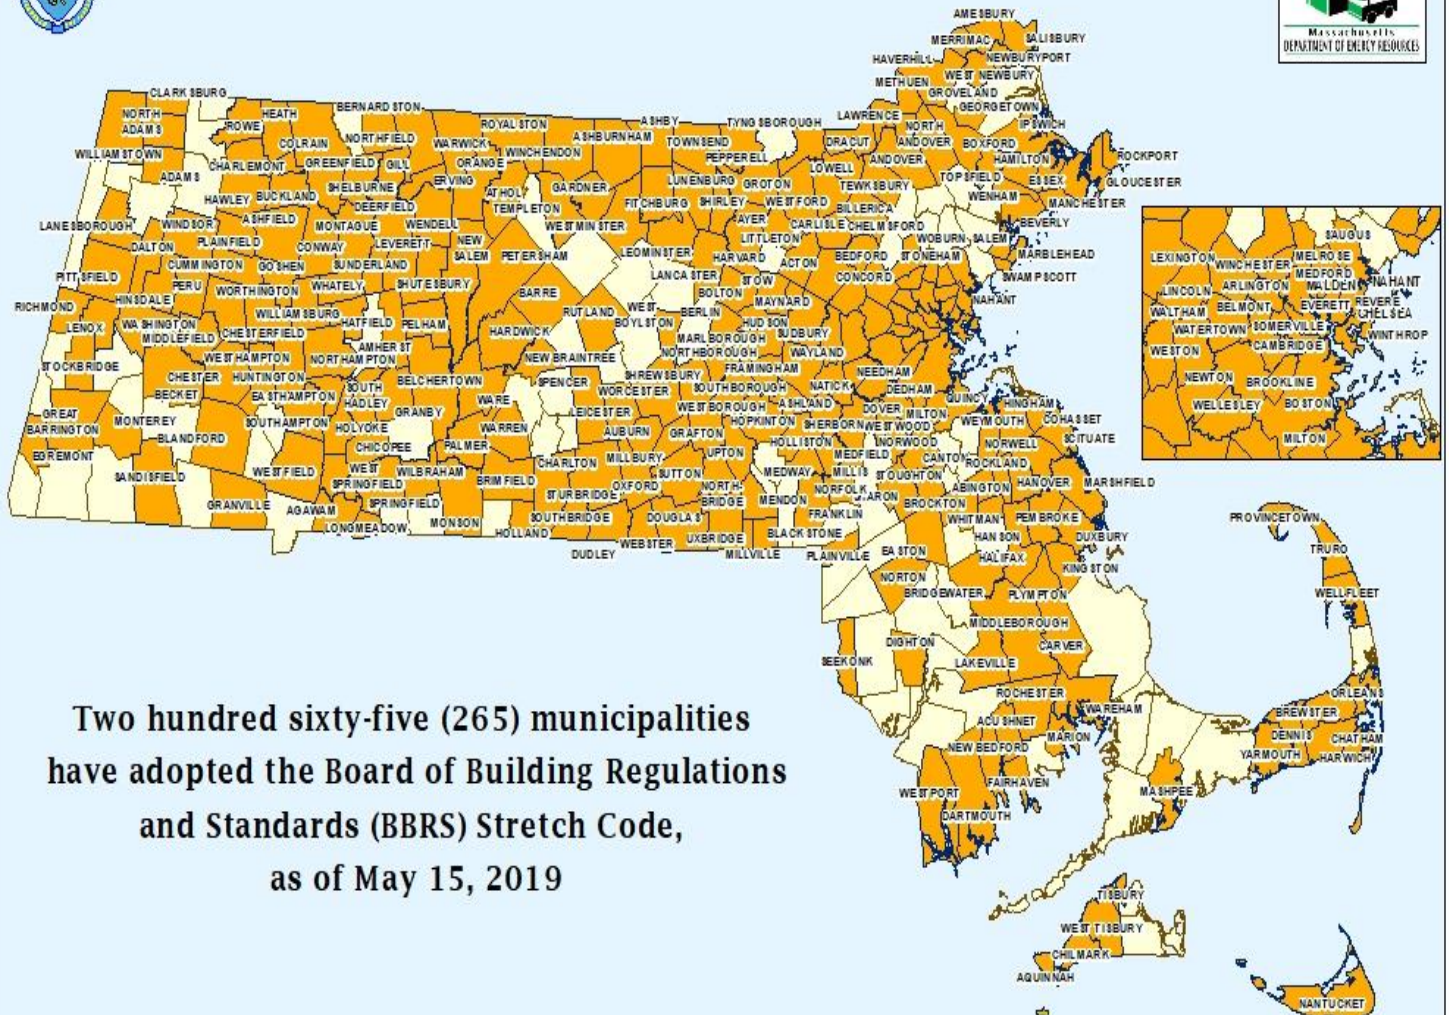 Massachusetts
DEPARTMENT OF ENERGY RESOURCES
AMESBURY
MERRIMAC
SALISBURY
HAVERHILL
NEWBURYPORT
METHUEN
WEST NEWBURY
GROVELAND
GEORGETOWN
CLARKSBURG
NORTH
ADAMS
HEATH
BERNARDSTON
ROWE
COLRAIN
NORTHFIELD
WARWICK
ROYALSTON
WINCHENDON
ASHBURNHAM
ASHBY
TOWNSEND
TYNGSBOROUGH
PEPPERELL
LAWRENCE
DRACUT
NORTH
ANDOVER
IPSWICH
BOXFORD
WILLIAMSTOWN
ADAMS
CHARLEMONT
GREENFIELD
GILL
ORANGE
ERVING
ATHOL
TEMPLETON
GARDNER
LUNENBURG
GROTON
LOWELL
ANDOVER
HAMILTON
ROCKPORT
GLOUCESTER
ESSEX
TOPSFIELD
WENHAM
MANCHESTER
HAWLEY
BUCKLAND
SHELBURNE
DEERFIELD
FITCHBURG
SHIRLEY
WESTFORD
TEWKSBURY
BILLERICA
BEVERLY
LANESBOROUGH
WINDSOR
ASHFIELD
MONTAGUE
WENDELL
WESTMINSTER
AYER
CARLISLE
CHELMSFORD
DALTON
PLAINFIELD
CONWAY
LEVERETT
NEW
SALEM
PETERSHAM
LEOMINSTER
LITTLETON
HARVARD
ACTON
BEDFORD
WOBURN
SALEM
STONEHAM
MARBLEHEAD
SWAMPSCOTT
PITTSFIELD
CUMMINGTON
GOSHEN
SUNDERLAND
LANCASTER
STOW
CONCORD
PERU
WORTHINGTON
WHATELY
SHUTESBURY
BARRE
BOLTON
MAYNARD
NAHANT
RICHMOND
HINSDALE
WILLIAMSBURG
HATFIELD
PELHAM
RUTLAND
WEST
BOYLSTON
BERLIN
HUDSON
SUDBURY
LENOX
WASHINGTON
MIDDLEFIELD
CHESTERFIELD
AMHERST
HARDWICK
MARLBOROUGH
NORTHBOROUGH
WAYLAND
STOCKBRIDGE
WESTHAMPTON
NORTHAMPTON
NEW BRAINTREE
SHREWSBURY
FRAMINGHAM
NEEDHAM
CHESTER
HUNTINGTON
SOUTH
HADLEY
BELCHERTOWN
SPENCER
WORCESTER
SOUTHBOROUGH
NATICK
DEDHAM
BECKET
EASTHAMPTON
GRANBY
WARE
LEICESTER
WESTBOROUGH
ASHLAND
DOVER
MILTON
QUINCY
HINGHAM
COHASSET
GREAT
BARRINGTON
MONTEREY
BLANDFORD
SOUTHAMPTON
HOLYOKE
CHICOPEE
PALMER
WARREN
AUBURN
GRAFTON
HOPKINTON
SHERBORN
WESTWOOD
NORWOOD
WEYMOUTH
SCITUATE
NORWELL
HOLLISTON
MEDFIELD
EGREMONT
SANDISFIELD
WESTFIELD
WEST
SPRINGFIELD
WILBRAHAM
BRIMFIELD
CHARLTON
MILLBURY
UPTON
MEDWAY
MILLIS
CANTON
STOUGHTON
ROCKLAND
HANOVER
MARSHFIELD
GRANVILLE
AGAWAM
SPRINGFIELD
STURBRIDGE
OXFORD
SUTTON
NORTH-
BRIDGE
MENDON
NORFOLK
SHARON
ABINGTON
BROCKTON
LONGMEADOW
MONSON
HOLLAND
SOUTHBRIDGE
DOUGLAS
FRANKLIN
WHITMAN
PEMBROKE
DUDLEY
WEBSTER
UXBRIDGE
MILLVILLE
BLACKSTONE
PLAINVILLE
EASTON
HANSON
HALIFAX
DUXBURY
KINGSTON
NORTON
BRIDGEWATER
PLYMPTON
MIDDLEBOROUGH
DIGHTON
CARVER
SEEKONK
LAKEVILLE
ROCHESTER
WAREHAM
ACUSHNET
MARION
NEW BEDFORD
FAIRHAVEN
WESTPORT
DARTMOUTH
MASHPEE
PROVINCETOWN
TRURO
WELLFLEET
ORLEANS
BREWSTER
DENNIS
CHATHAM
YARMOUTH
HARWICH
TISBURY
WEST TISBURY
CHILMARK
AQUINNAH
NANTUCKET
SAUGUS
LEXINGTON
WINCHESTER
MELROSE
MEDFORD
MALDEN
NAHANT
LINCOLN
ARLINGTON
EVERETT
REVERE
CHELSEA
WALTHAM
BELMONT
WATERTOWN
SOMERVILLE
WINTHROP
WESTON
CAMBRIDGE
NEWTON
BROOKLINE
WELLESLEY
BOSTON
MILTON
Two hundred sixty-five (265) municipalities
have adopted the Board of Building Regulations
and Standards (BBRS) Stretch Code,
as of May 15, 2019